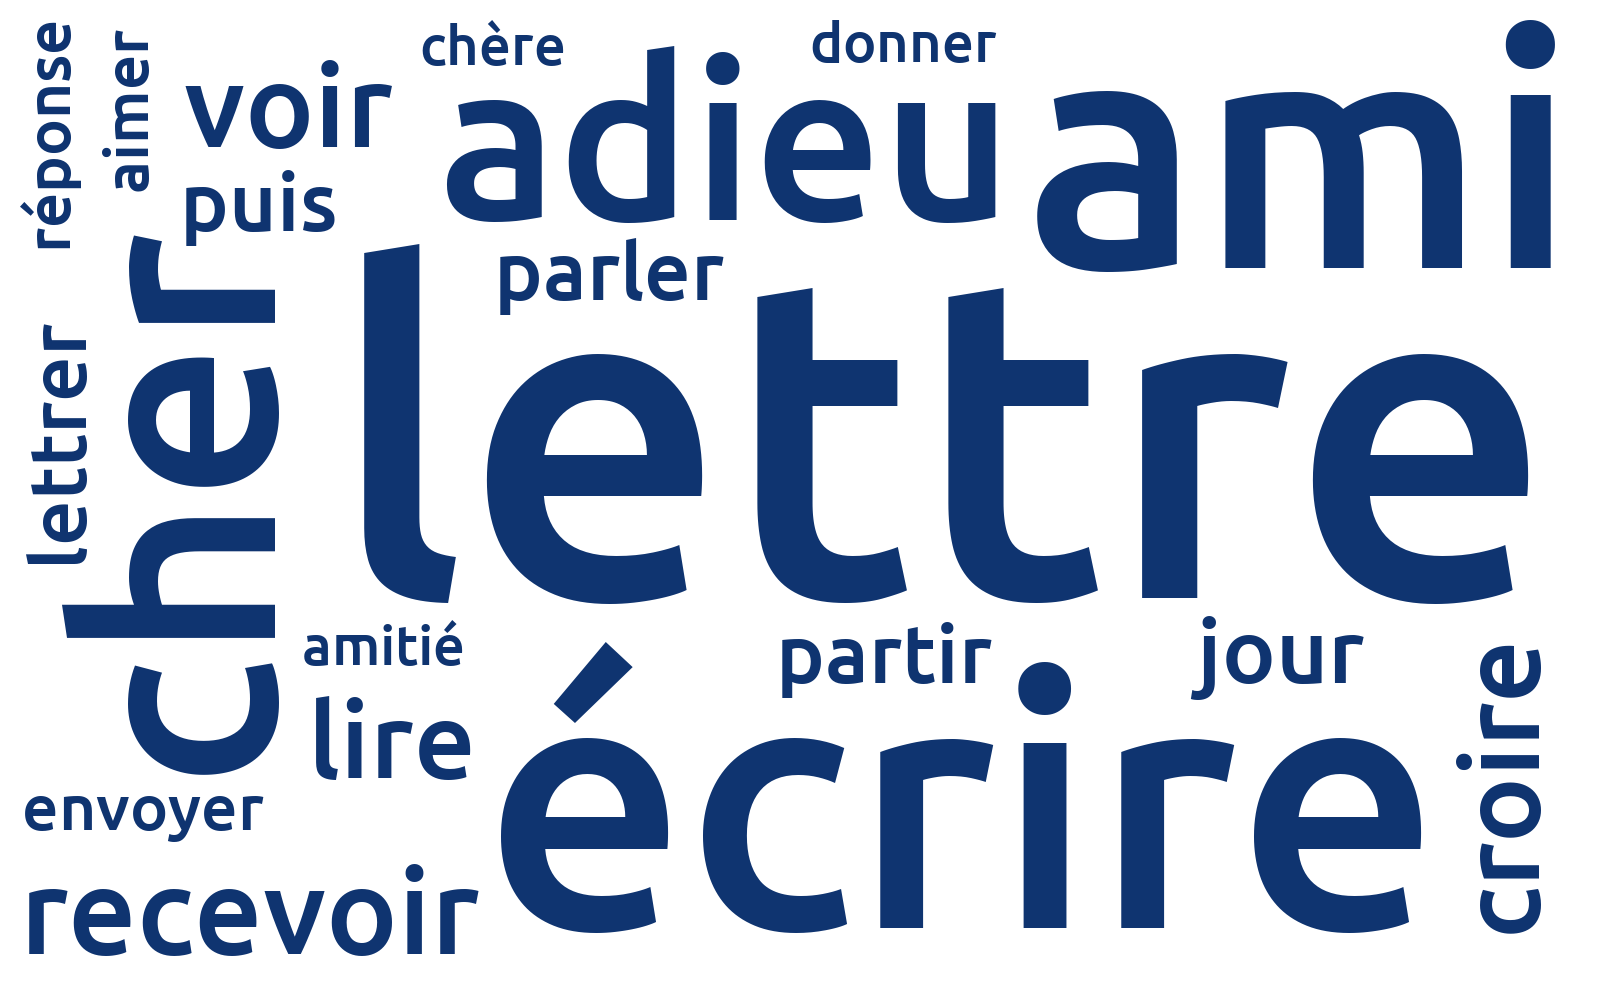 réponse
aimer
voir
chère
adieu
donner
ami
puis
parler
cher
lettre
lettrer
amitié
partir
jour
lire
écrire
croire
envoyer
recevoir